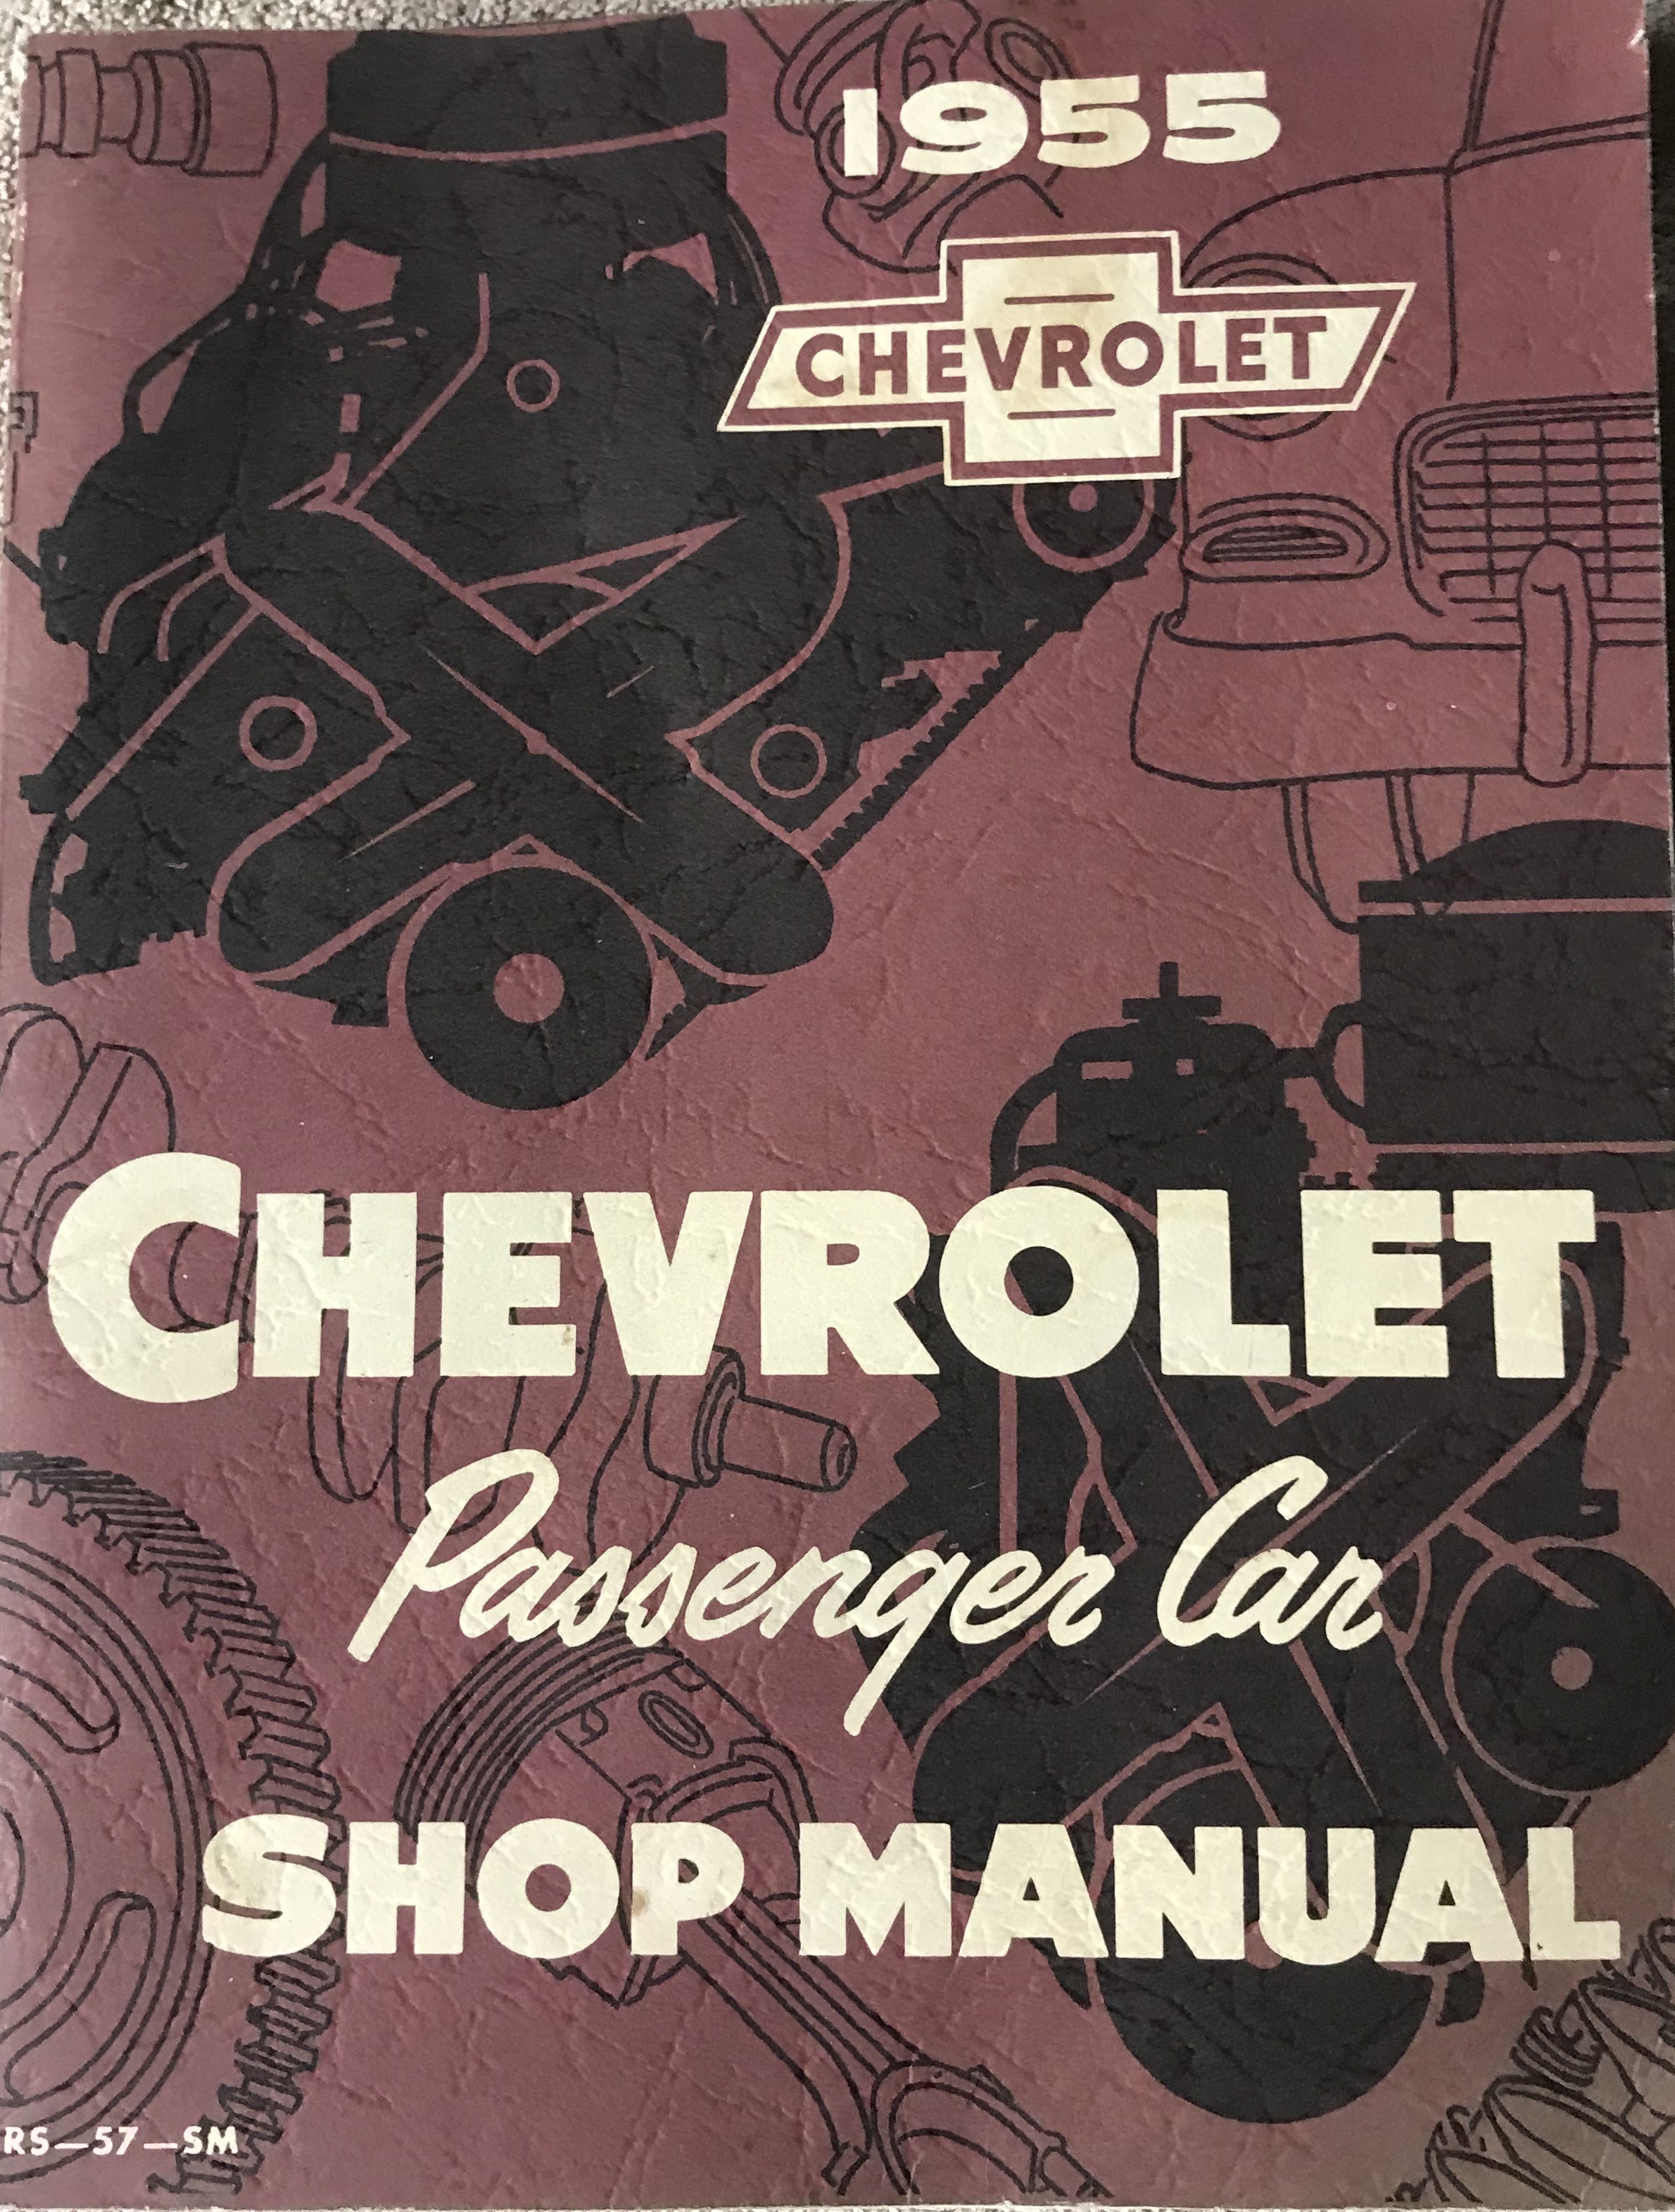 1955
CHEVROLET
CHEVROLET
Passenger Car
SHOP MANUAL
RS—57—SM